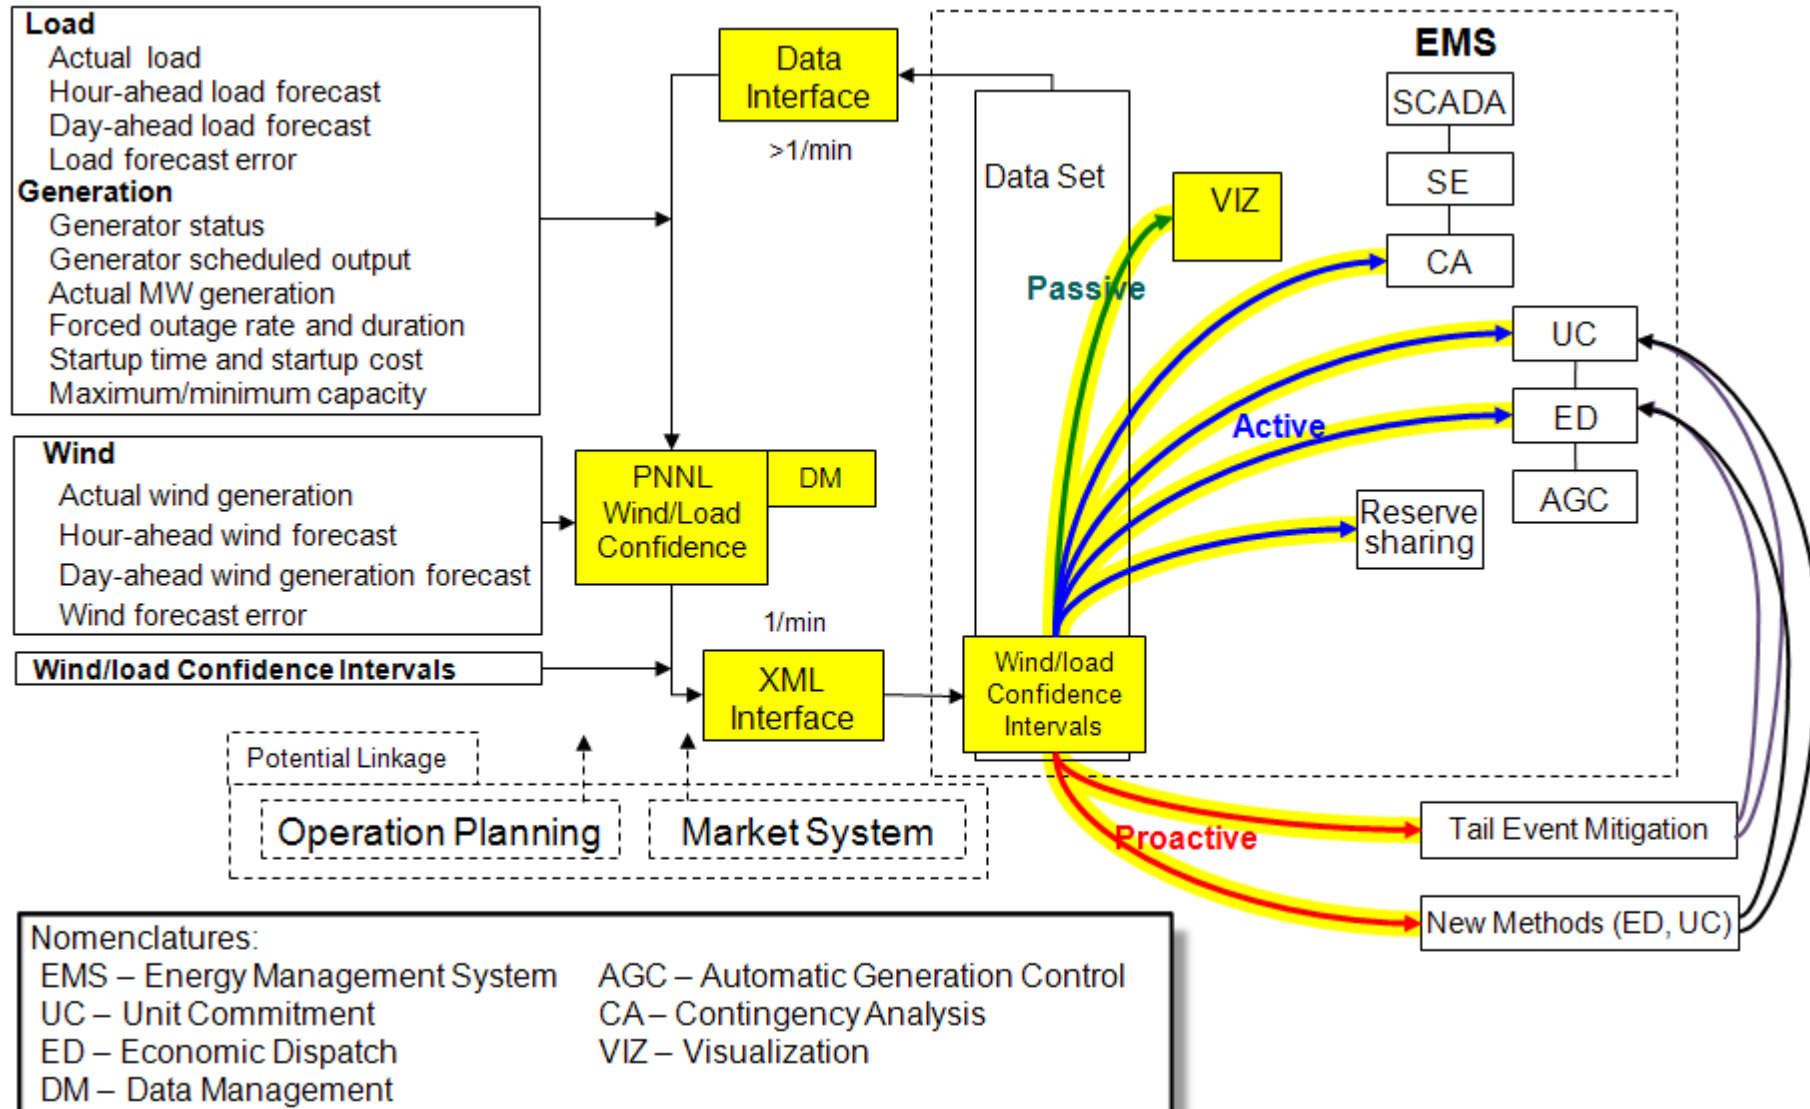 Load
Actual load
Hour-ahead load forecast
Day-ahead load forecast
Load forecast error
Generation
Generator status
Generator scheduled output
Actual MW generation
Forced outage rate and duration
Startup time and startup cost
Maximum/minimum capacity
Wind
Actual wind generation
Hour-ahead wind forecast
Day-ahead wind generation forecast
Wind forecast error
Wind/load Confidence Intervals
Data
Interface
>1/min
PNNL
Wind/Load
Confidence
DM
1/min
XML
Interface
Potential Linkage
Operation Planning
Market System
EMS
Data Set
SCADA
SE
CA
VIZ
Passive
UC
ED
AGC
Active
Reserve
sharing
Wind/load
Confidence
Intervals
Proactive
Tail Event Mitigation
New Methods (ED, UC)
Nomenclatures:
EMS – Energy Management System
UC – Unit Commitment
ED – Economic Dispatch
DM – Data Management
AGC – Automatic Generation Control
CA – Contingency Analysis
VIZ – Visualization